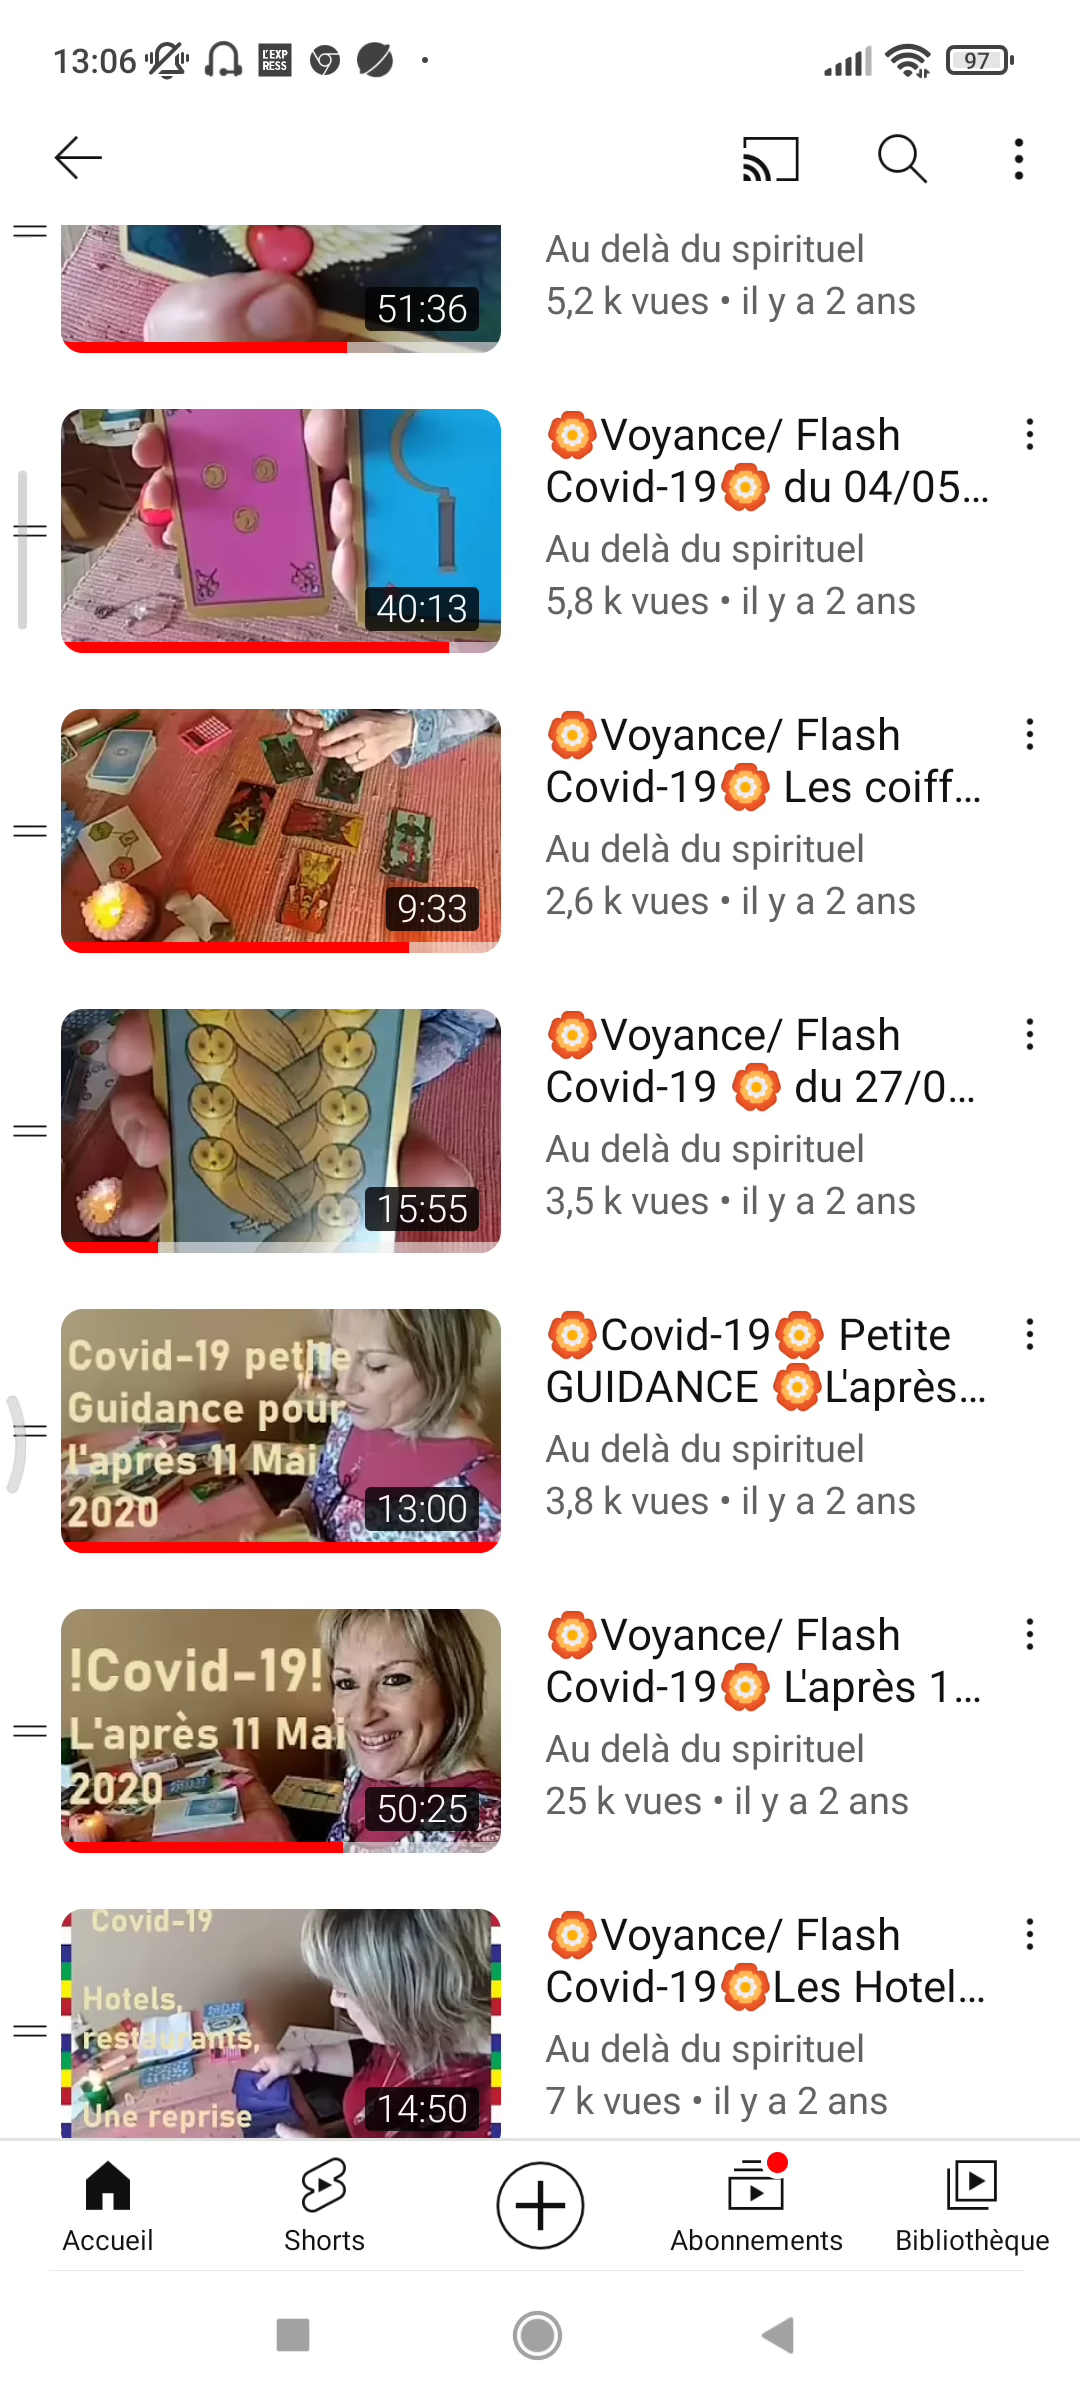 13:06
L'EXP
RESS
97
51:36
Au delà du spirituel
5,2 k vues • il y a 2 ans
40:13
Voyance/ Flash
Covid-19 du 04/05...
Au delà du spirituel
5,8 k vues • il y a 2 ans
9:33
Voyance/ Flash
Covid-19 Les coiff...
Au delà du spirituel
2,6 k vues • il y a 2 ans
15:55
Voyance/ Flash
Covid-19 du 27/0...
Au delà du spirituel
3,5 k vues • il y a 2 ans
Covid-19 petite
Guidance pour
l'après 11 Mai
2020
13:00
Covid-19 Petite
GUIDANCE L'après...
Au delà du spirituel
3,8 k vues • il y a 2 ans
!Covid-19!
L'après 11 Mai
2020
50:25
Voyance/ Flash
Covid-19 L'après 1...
Au delà du spirituel
25 k vues • il y a 2 ans
Covid-19
Hotels,
restaurants,
Une reprise
14:50
Voyance/ Flash
Covid-19Les Hotel...
Au delà du spirituel
7 k vues • il y a 2 ans
Accueil
Shorts
Abonnements
Bibliothèque